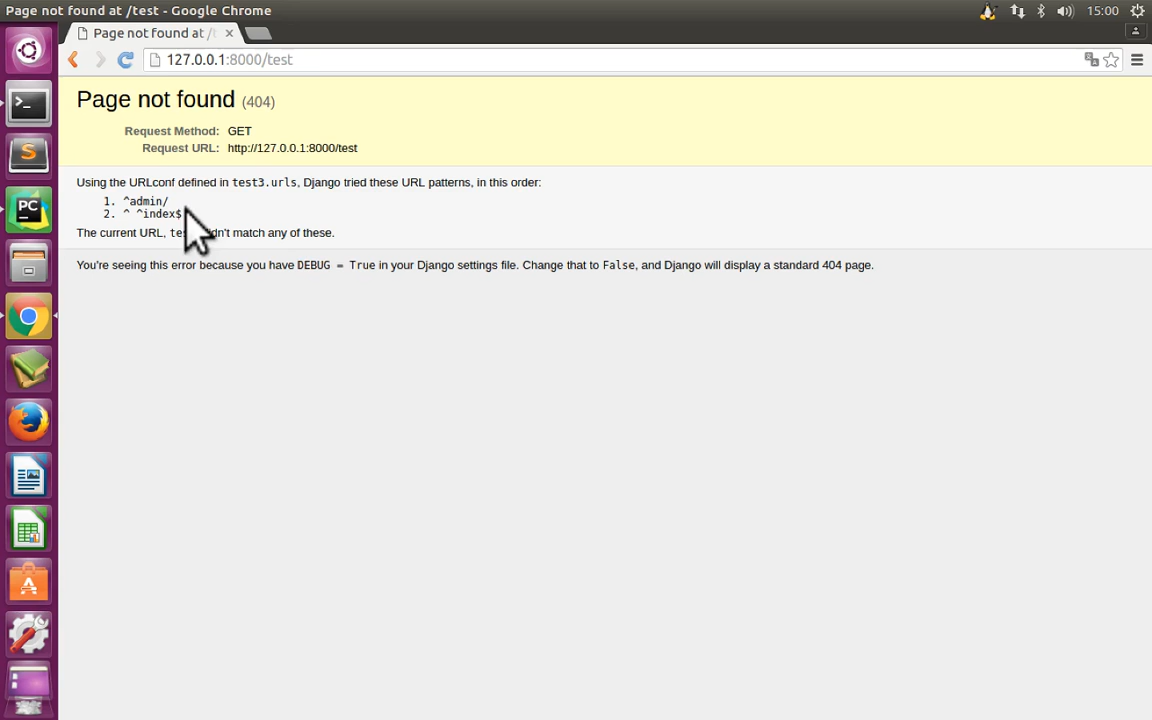 Page not found at /test - Google Chrome
15:00
Page not found at /t
127.0.0.1:8000/test
Page not found (404)
Request Method: GET
Request URL: http://127.0.0.1:8000/test
Using the URLconf defined in test3.urls, Django tried these URL patterns, in this order:
1. ^admin/
2. ^ ^index$
The current URL, didn't match any of these.
You're seeing this error because you have DEBUG = True in your Django settings file. Change that to False, and Django will display a standard 404 page.